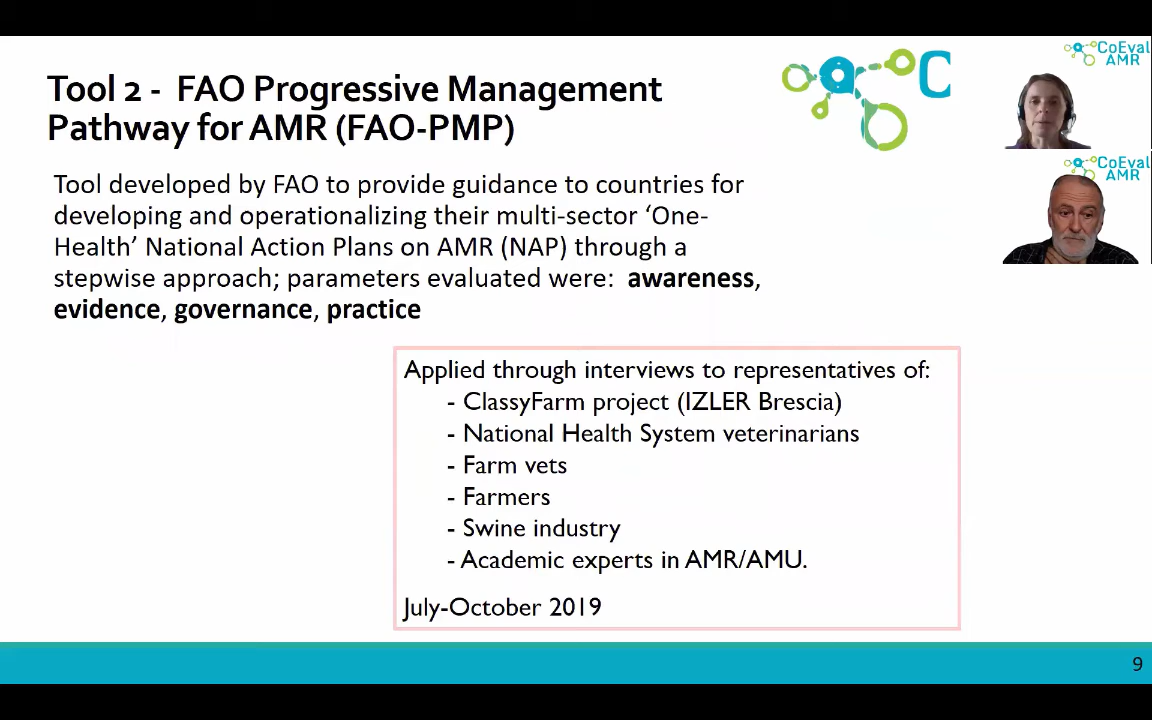 Tool 2 - FAO Progressive Management
Pathway for AMR (FAO-PMP)
a C
CoEval
AMR
CoEval
AMR
Tool developed by FAO to provide guidance to countries for
developing and operationalizing their multi-sector ‘One-
Health’ National Action Plans on AMR (NAP) through a
stepwise approach; parameters evaluated were: awareness,
evidence, governance, practice
Applied through interviews to representatives of:
- ClassyFarm project (IZLER Brescia)
- National Health System veterinarians
- Farm vets
- Farmers
- Swine industry
- Academic experts in AMR/AMU.
July-October 2019
9